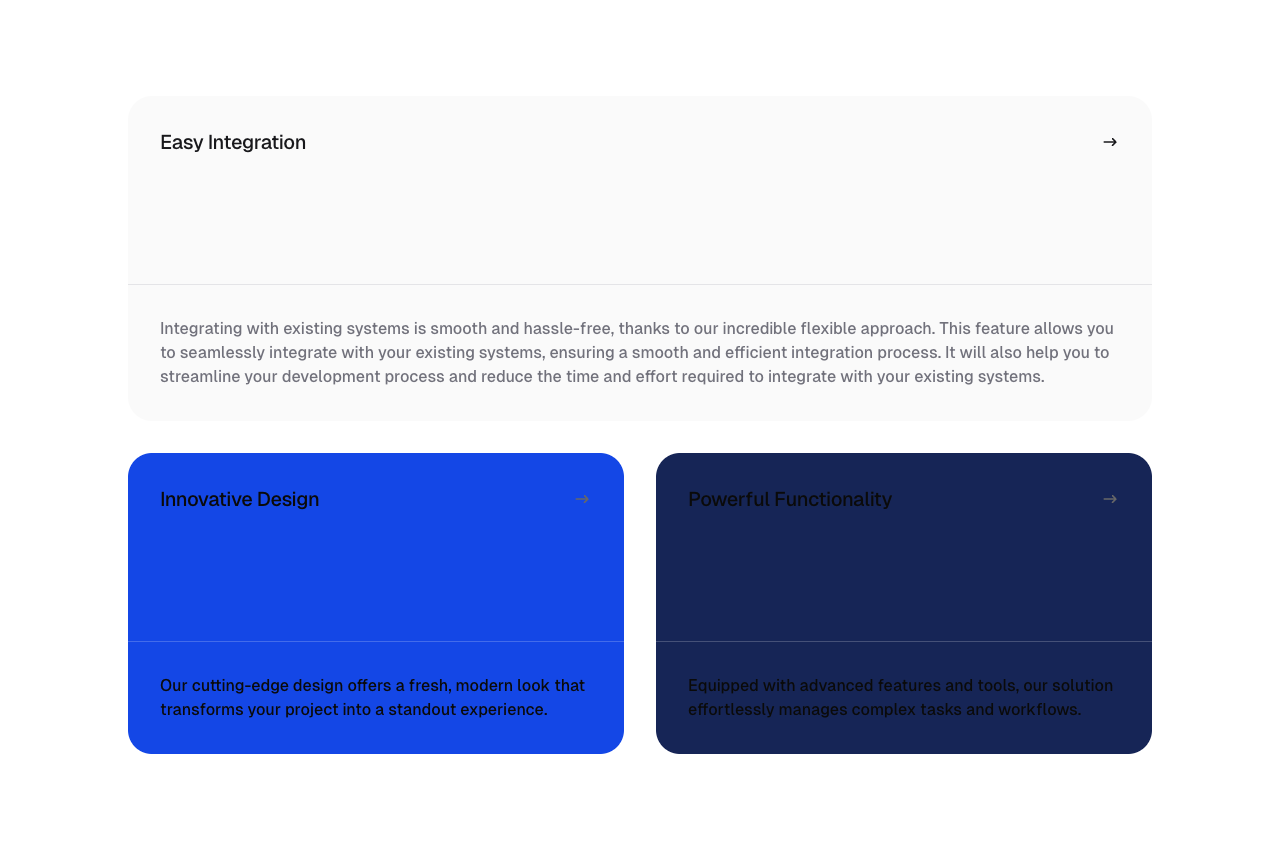 Easy Integration
Integrating with existing systems is smooth and hassle-free, thanks to our incredible flexible approach. This feature allows you
to seamlessly integrate with your existing systems, ensuring a smooth and efficient integration process. It will also help you to
streamline your development process and reduce the time and effort required to integrate with your existing systems.
Innovative Design
Our cutting-edge design offers a fresh, modern look that
transforms your project into a standout experience.
Powerful Functionality
Equipped with advanced features and tools, our solution
effortlessly manages complex tasks and workflows.